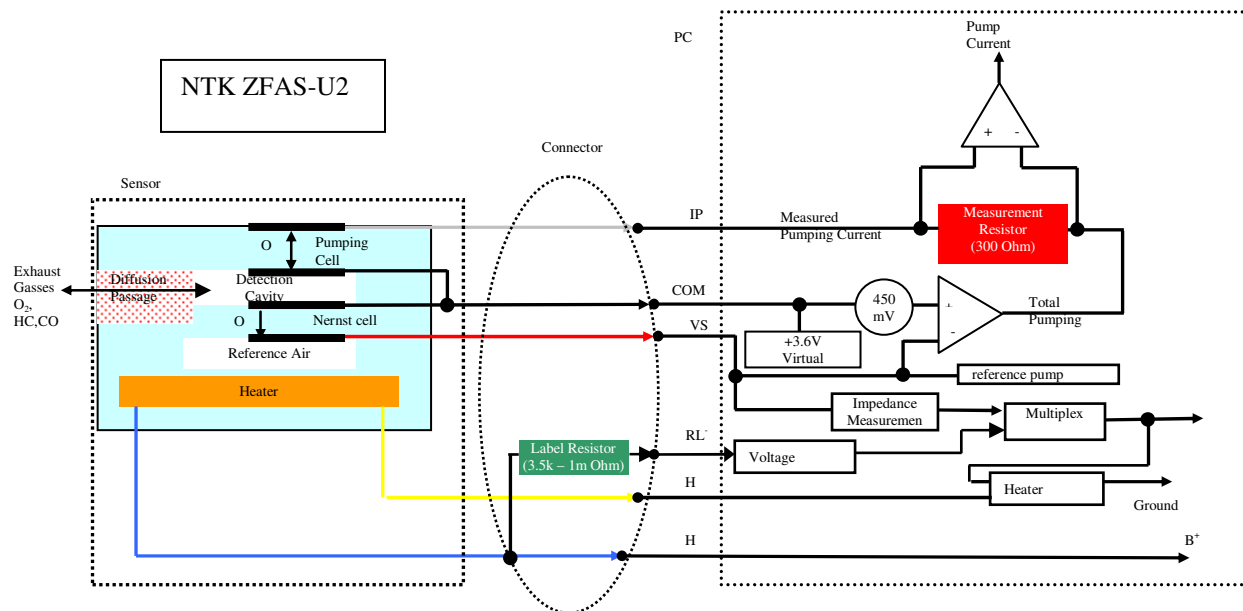 NTK ZFAS-U2
PC
Pump
Current
+ -
Connector
Sensor
IP
Measured
Pumping Current
Measurement
Resistor
(300 Ohm)
O
Pumping
Cell
Exhaust
Gasses
O2,
HC,CO
Diffusion
Passage
Detection
Cavity
COM
450
mV
+
-
Total
Pumping
O
Nernst cell
VS
+3.6V
Virtual
Reference Air
reference pump
Heater
Impedance
Measuremen
Multiplex
Label Resistor
(3.5k – 1m Ohm)
RL-
Voltage
H
Heater
Ground
H
B+